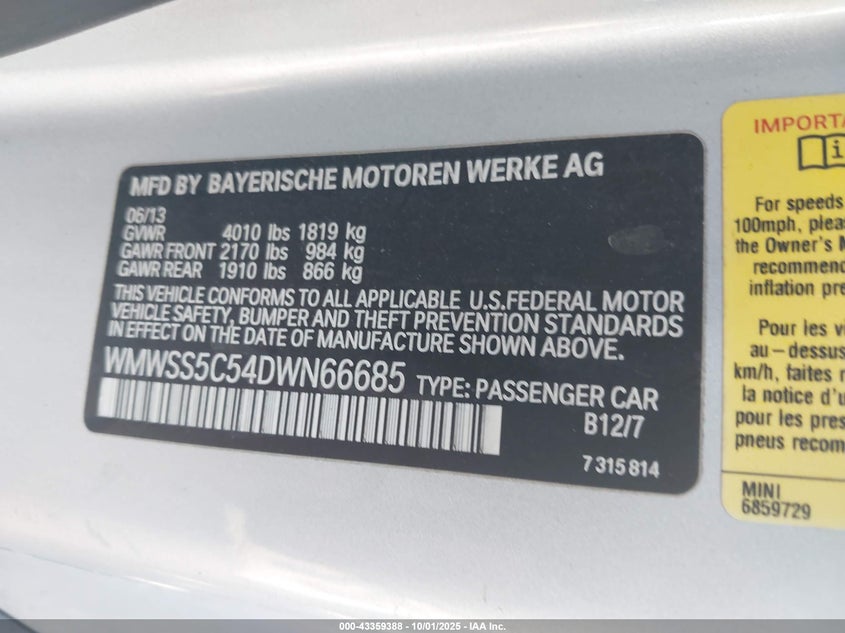 MFD BY BAYERISCHE MOTOREN WERKE AG
06/13
GVWR 4010 lbs 1819 kg
GAWR FRONT 2170 lbs 984 kg
GAWR REAR 1910 lbs 866 kg
THIS VEHICLE CONFORMS TO ALL APPLICABLE U.S.FEDERAL MOTOR
VEHICLE SAFETY, BUMPER AND THEFT PREVENTION STANDARDS
IN EFFECT ON THE DATE OF MANUFACTURE SHOWN ABOVE.
WMWSS5C54DWN66685 TYPE: PASSENGER CAR
B12/7
7 315 814
For speeds
100mph, pleas
the Owner's
recommend
inflation pre
Pour les vi
au-dessus
km/h, faites
la notice d'u
pour les pres
pneus recom
MINI
6859729
000-43359388 - 10/01/2025 - IAA Inc.